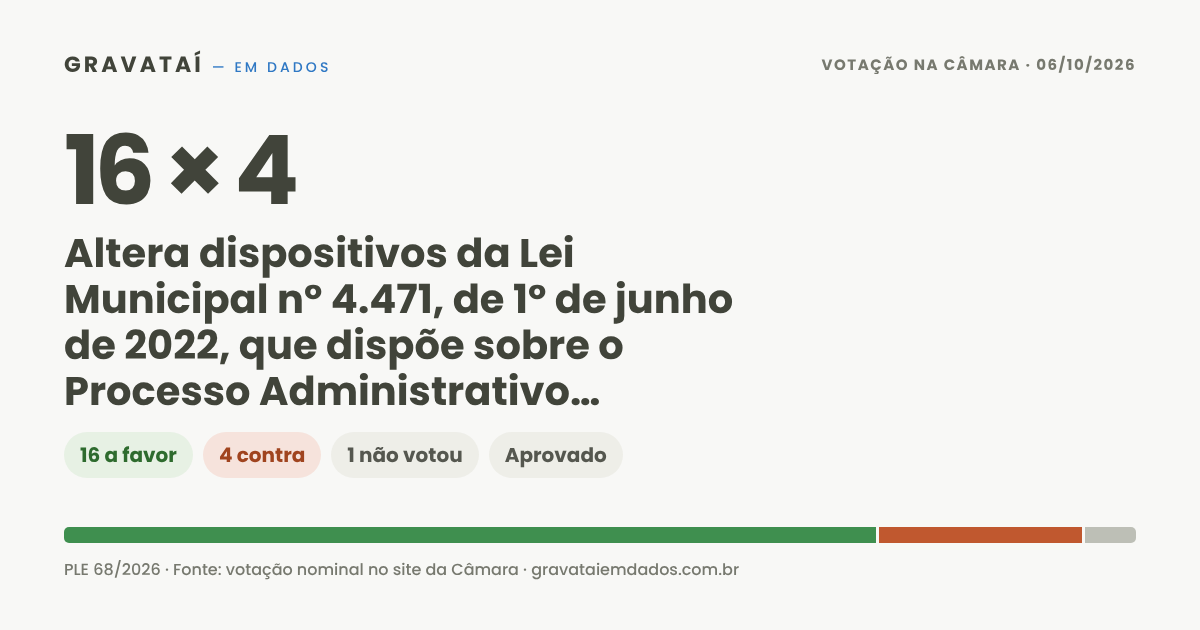 GRAVATAÍ — EM DADOS
VOTAÇÃO NA CÂMARA · 06/10/2026
16 × 4
Altera dispositivos da Lei
Municipal nº 4.471, de 1º de junho
de 2022, que dispõe sobre o
Processo Administrativo...
16 a favor
4 contra
1 não votou
Aprovado
PLE 68/2026 · Fonte: votação nominal no site da Câmara · gravataiemdados.com.br